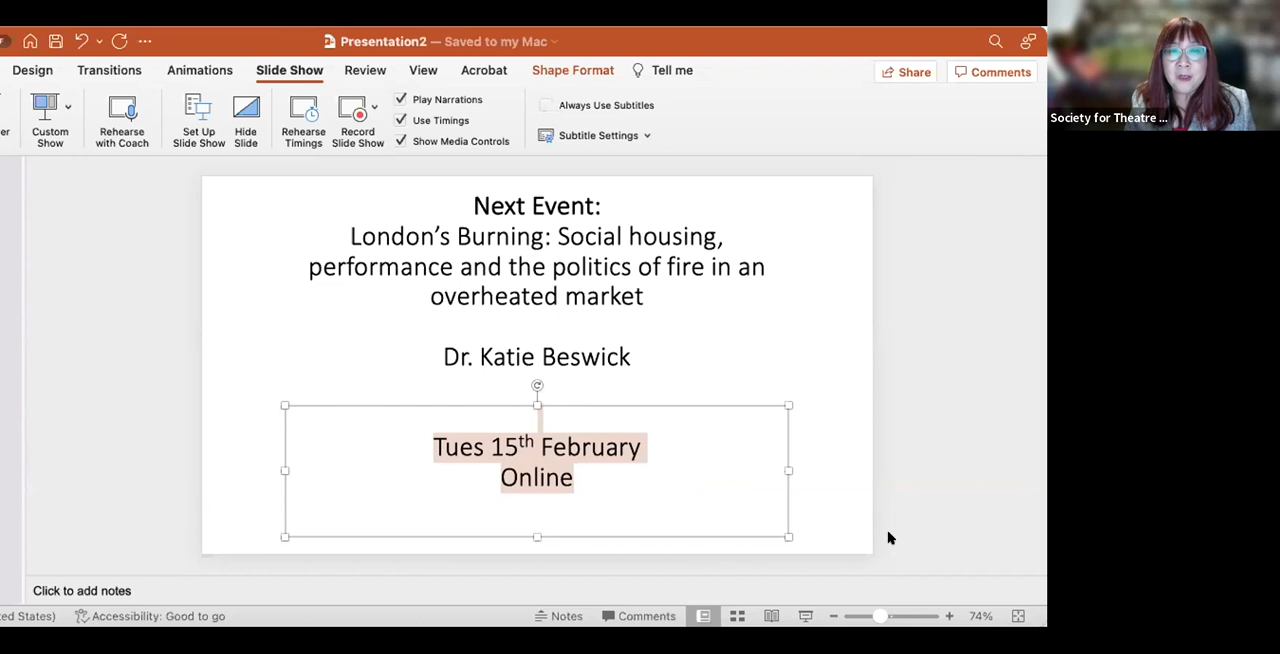 Presentation2 — Saved to my Mac
Design Transitions Animations Slide Show Review View Acrobat Shape Format Tell me Share Comments
Custom Show
Rehearse with Coach
Set Up Slide Show
Hide Slide
Rehearse Timings
Record Slide Show
Play Narrations
Use Timings
Show Media Controls
Always Use Subtitles
Subtitle Settings
Society for Theatre ...
Next Event:
London’s Burning: Social housing,
performance and the politics of fire in an
overheated market
Dr. Katie Beswick
Tues 15th February
Online
Click to add notes
ted States) Accessibility: Good to go Notes Comments 74%